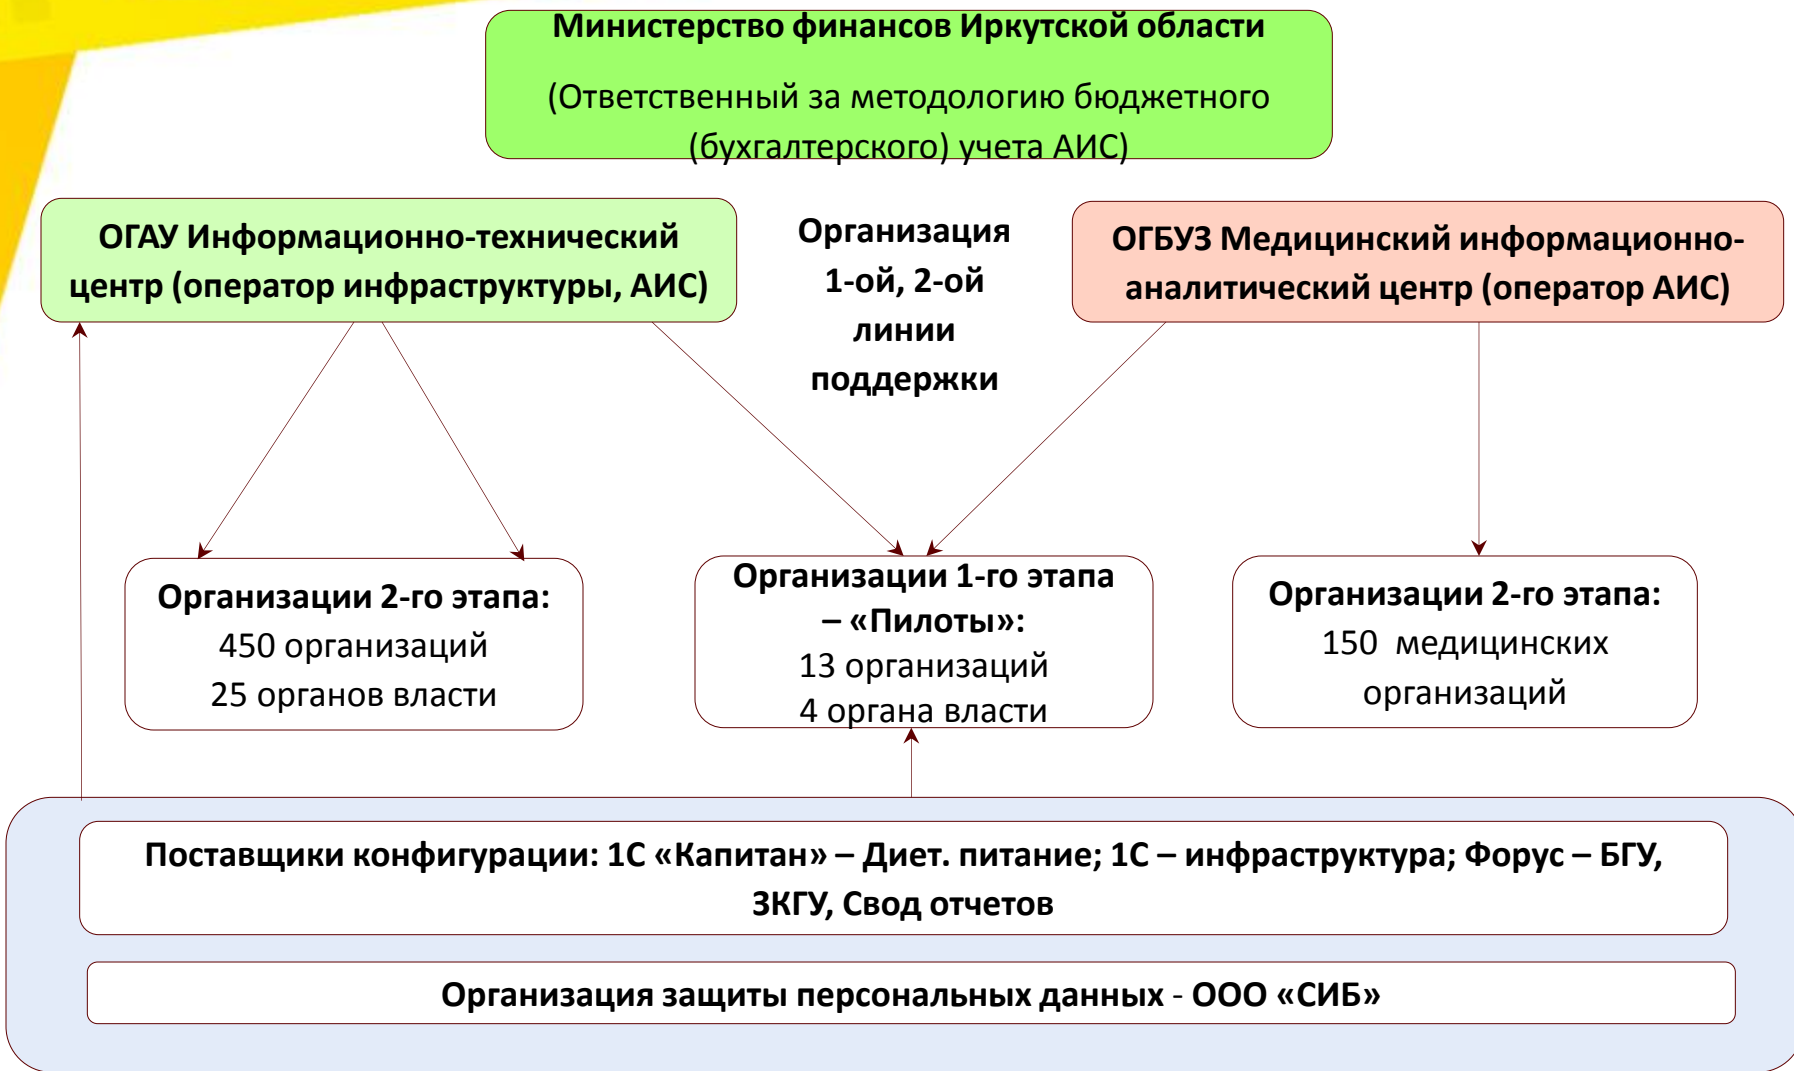 Министерство финансов Иркутской области
(Ответственный за методологию бюджетного
(бухгалтерского) учета АИС)
ОГАУ Информационно-технический
центр (оператор инфраструктуры, АИС)
Организация
1-ой, 2-ой
линии
поддержки
ОГБУЗ Медицинский информационно-
аналитический центр (оператор АИС)
Организации 2-го этапа:
450 организаций
25 органов власти
Организации 1-го этапа
– «Пилоты»:
13 организаций
4 органа власти
Организации 2-го этапа:
150 медицинских
организаций
Поставщики конфигурации: 1С «Капитан» – Диет. питание; 1С – инфраструктура; Форус – БГУ,
ЗКГУ, Свод отчетов
Организация защиты персональных данных - ООО «СИБ»